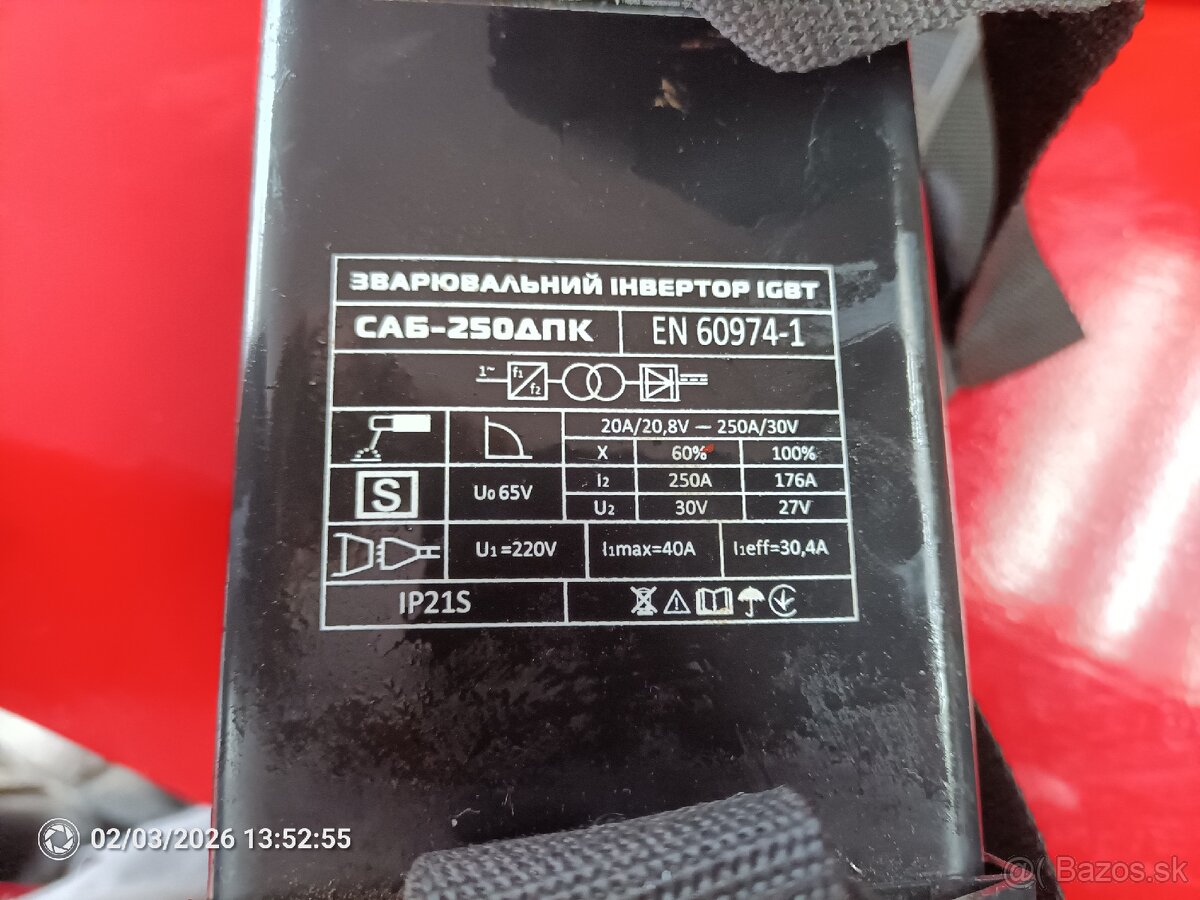 ЗВАРЮВАЛЬНИЙ ІНВЕРТОР IGBT
САБ-250ДПК EN 60974-1
1~ f1 f2
20A/20,8V — 250A/30V
X 60% 100%
I2 250A 176A
S U0 65V
U2 30V 27V
U1=220V I1max=40A I1eff=30,4A
IP21S
02/03/2026 13:52:55
@( Bazos.sk